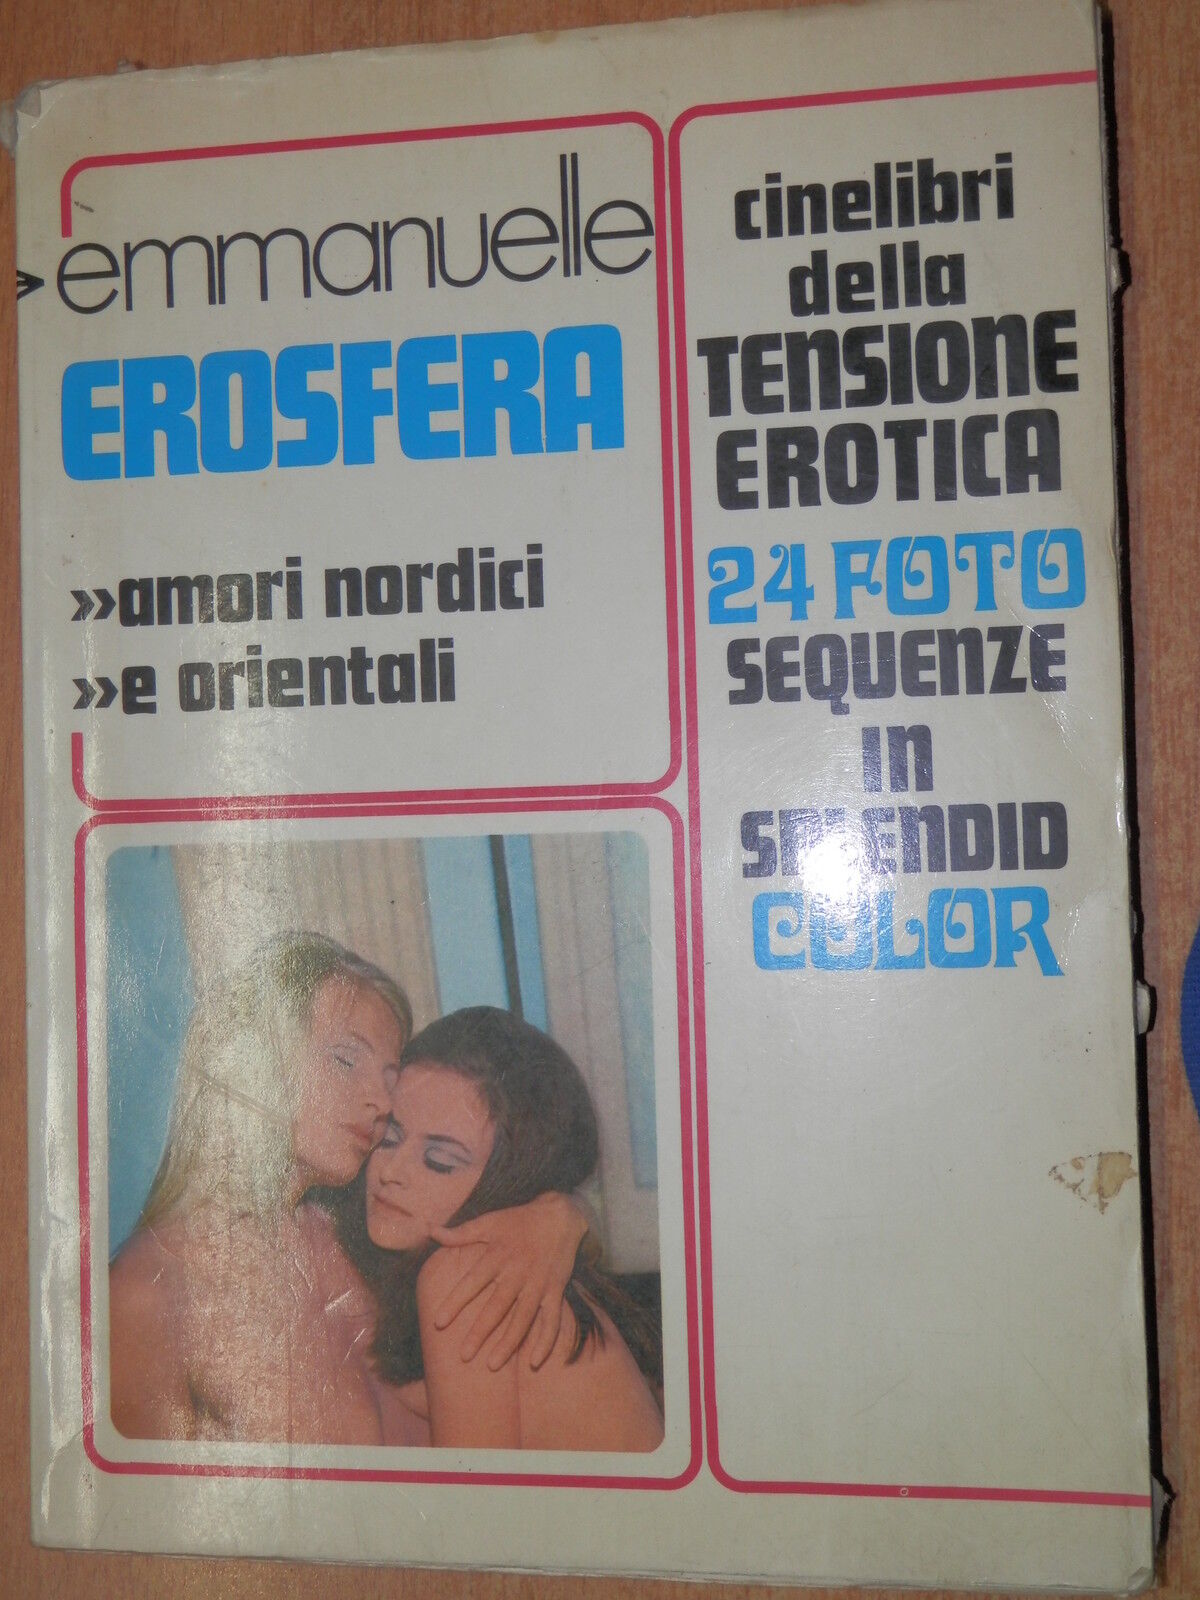 emmanuelle
EROSFERA
»amori nordici
»e orientali
cinelibri
della
TENSIONE
EROTICA
24 FOTO
SEQUENZE
IN
SPLENDID
COLOR